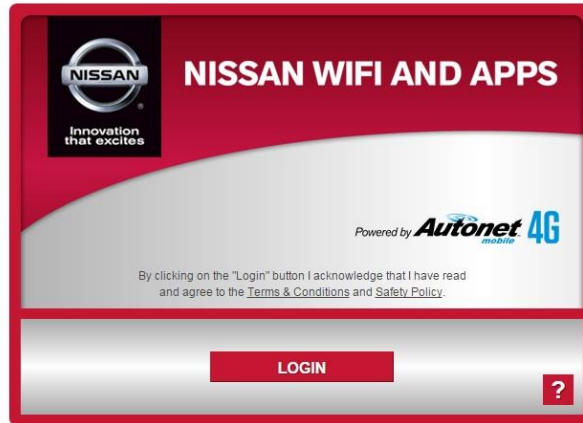 NISSAN
Innovation
that excites
NISSAN WIFI AND APPS
Powered by Autonet 4G
mobile
By clicking on the "Login" button I acknowledge that I have read
and agree to the Terms & Conditions and Safety Policy.
LOGIN
?